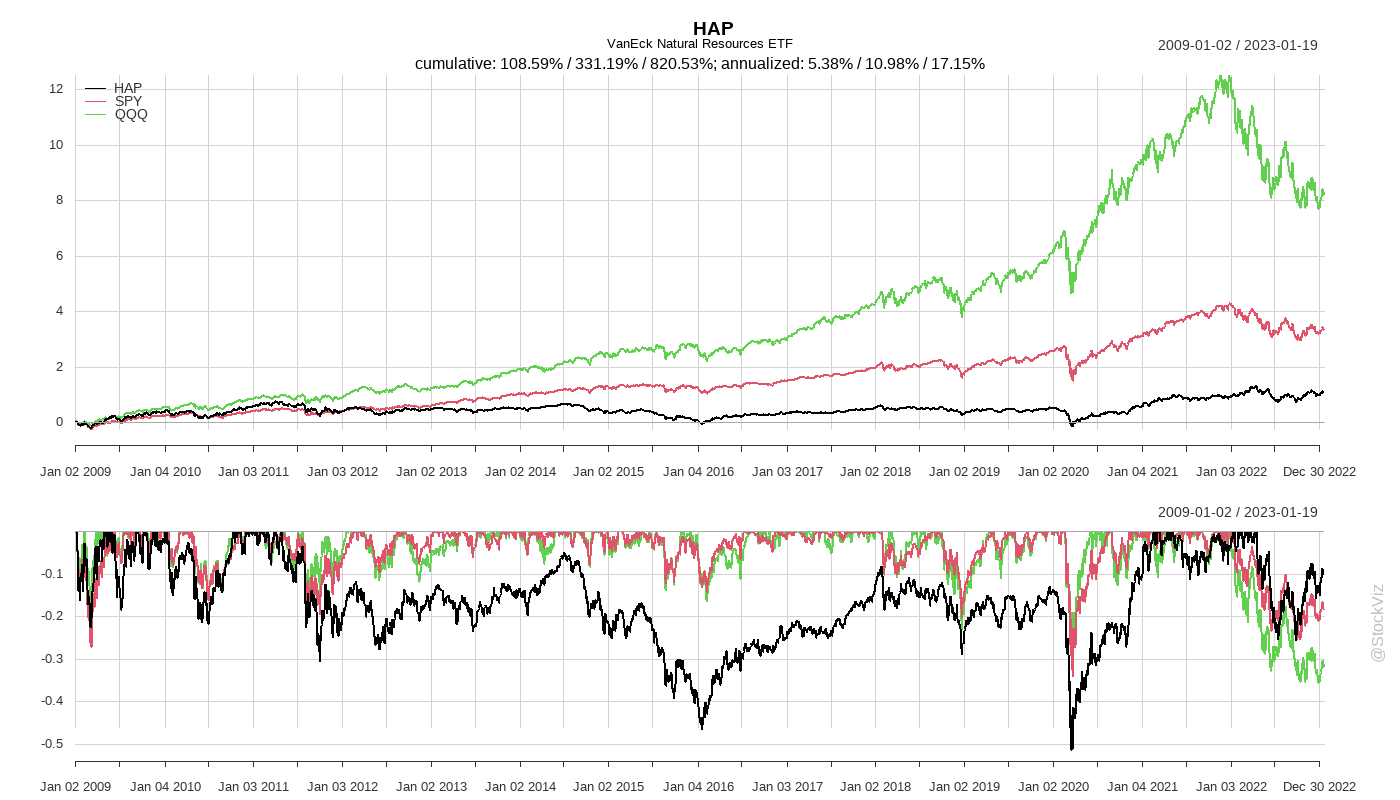 HAP
VanEck Natural Resources ETF
2009-01-02 / 2023-01-19
cumulative: 108.59% / 331.19% / 820.53%; annualized: 5.38% / 10.98% / 17.15%
HAP
SPY
QQQ
12
10
8
6
4
2
0
Jan 02 2009 Jan 04 2010 Jan 03 2011 Jan 03 2012 Jan 02 2013 Jan 02 2014 Jan 02 2015 Jan 04 2016 Jan 03 2017 Jan 02 2018 Jan 02 2019 Jan 02 2020 Jan 04 2021 Jan 03 2022 Dec 30 2022
2009-01-02 / 2023-01-19
-0.1
-0.2
-0.3
-0.4
-0.5
Jan 02 2009 Jan 04 2010 Jan 03 2011 Jan 03 2012 Jan 02 2013 Jan 02 2014 Jan 02 2015 Jan 04 2016 Jan 03 2017 Jan 02 2018 Jan 02 2019 Jan 02 2020 Jan 04 2021 Jan 03 2022 Dec 30 2022
@StockViz